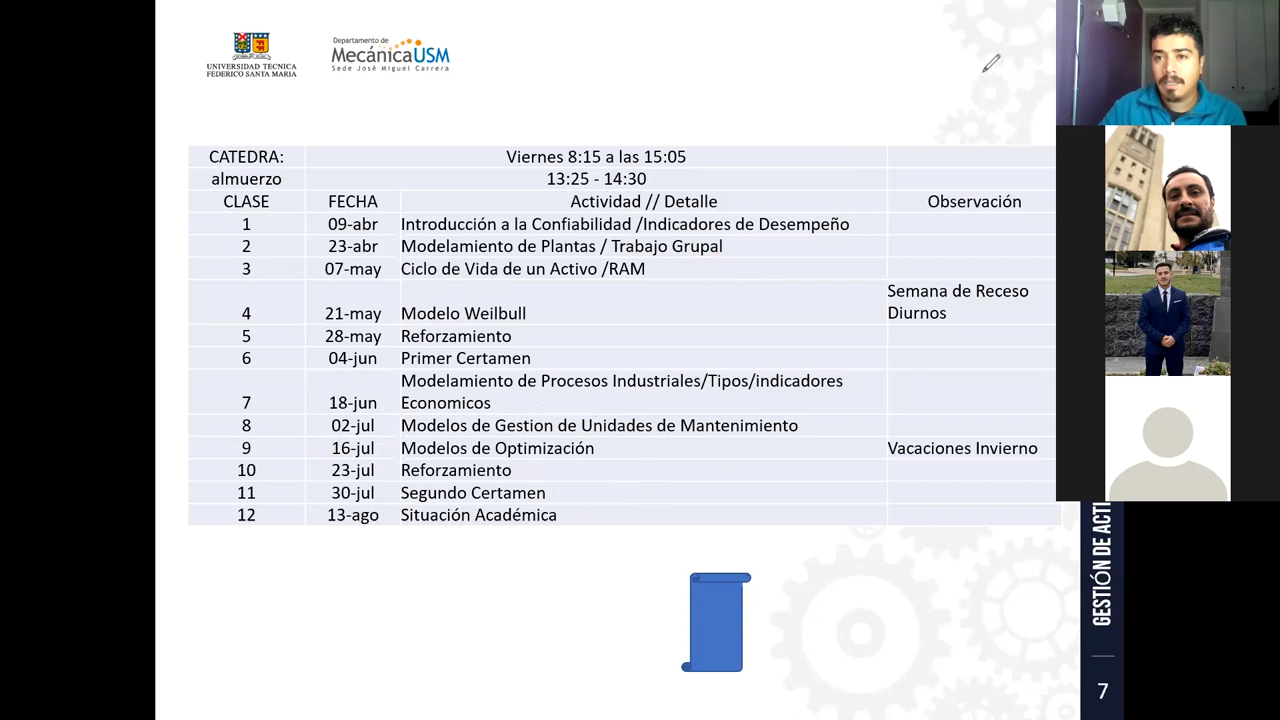 UNIVERSIDAD TECNICA
FEDERICO SANTA MARIA
Departamento de
MecánicaUSM
Sede José Miguel Carrera
CATEDRA: Viernes 8:15 a las 15:05
almuerzo 13:25 - 14:30
CLASE FECHA Actividad // Detalle Observación
1 09-abr Introducción a la Confiabilidad /Indicadores de Desempeño
2 23-abr Modelamiento de Plantas / Trabajo Grupal
3 07-may Ciclo de Vida de un Activo /RAM
Semana de Receso
4 21-may Modelo Weilbull Diurnos
5 28-may Reforzamiento
6 04-jun Primer Certamen
Modelamiento de Procesos Industriales/Tipos/indicadores
7 18-jun Economicos
8 02-jul Modelos de Gestion de Unidades de Mantenimiento
9 16-jul Modelos de Optimización Vacaciones Invierno
10 23-jul Reforzamiento
11 30-jul Segundo Certamen
12 13-ago Situación Académica
GESTIÓN DE ACTI
7